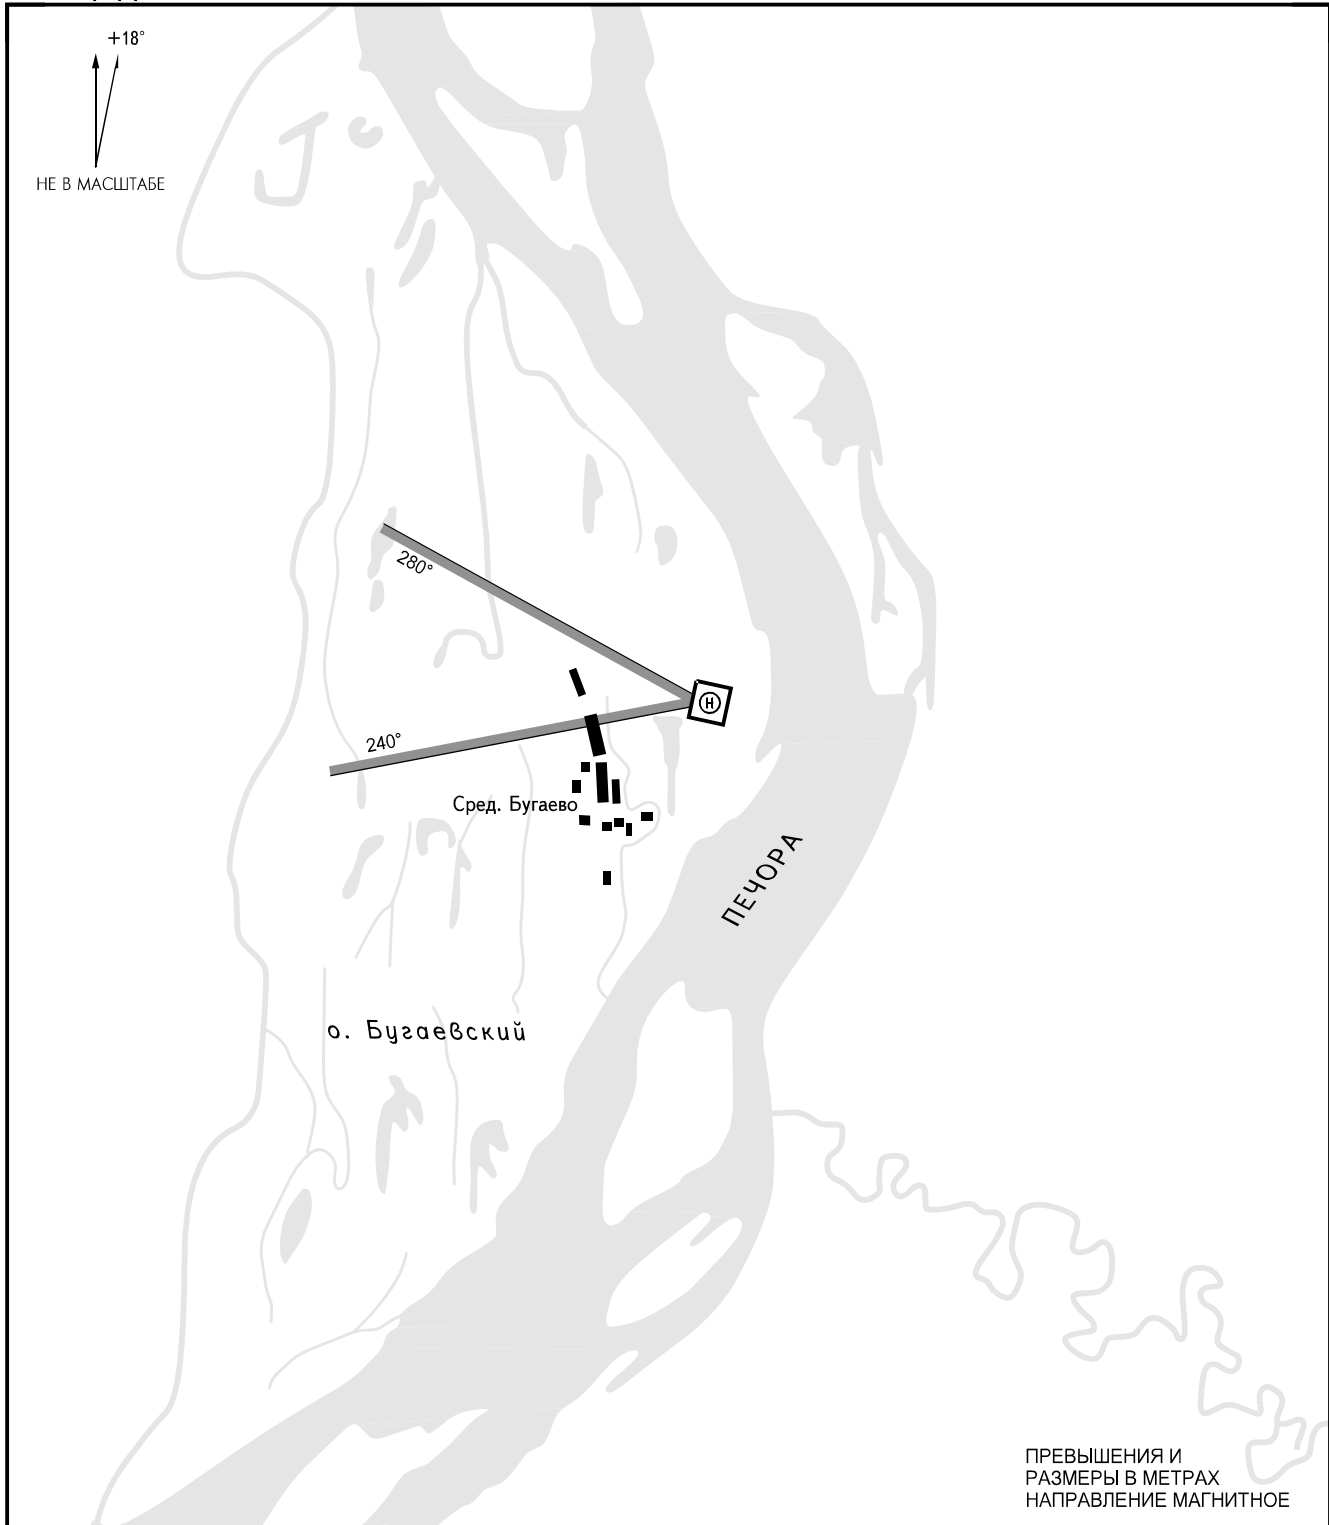 +18°
НЕ В МАСШТАБЕ
280°
H
240°
Сред. Бугаево
ПЕЧОРА
о. Бугаевский
ПРЕВЫШЕНИЯ И
РАЗМЕРЫ В МЕТРАХ
НАПРАВЛЕНИЕ МАГНИТНОЕ